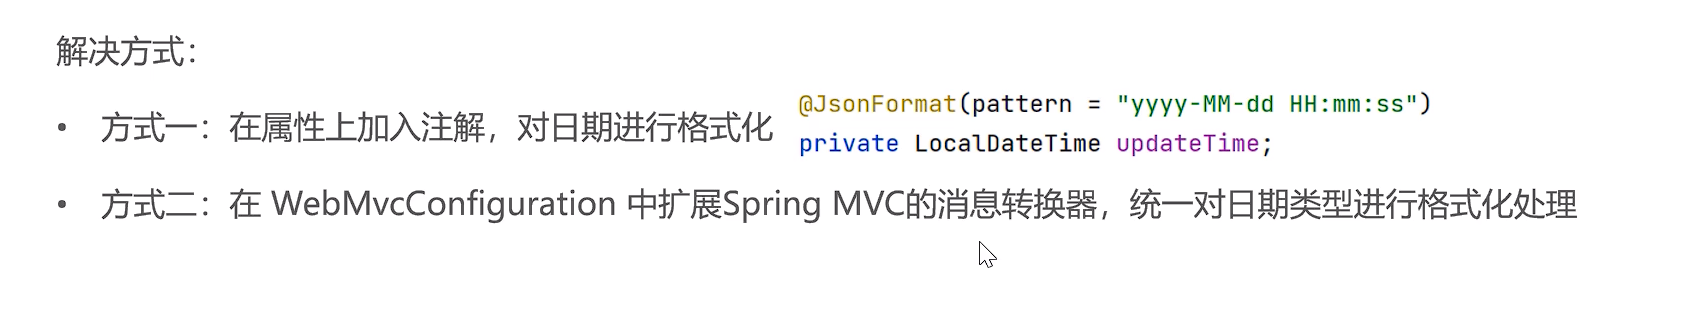 解决方式：
• 方式一：在属性上加入注解，对日期进行格式化
@JsonFormat(pattern = "yyyy-MM-dd HH:mm:ss")
private LocalDateTime updateTime;
• 方式二：在 WebMvcConfiguration 中扩展Spring MVC的消息转换器，统一对日期类型进行格式化处理